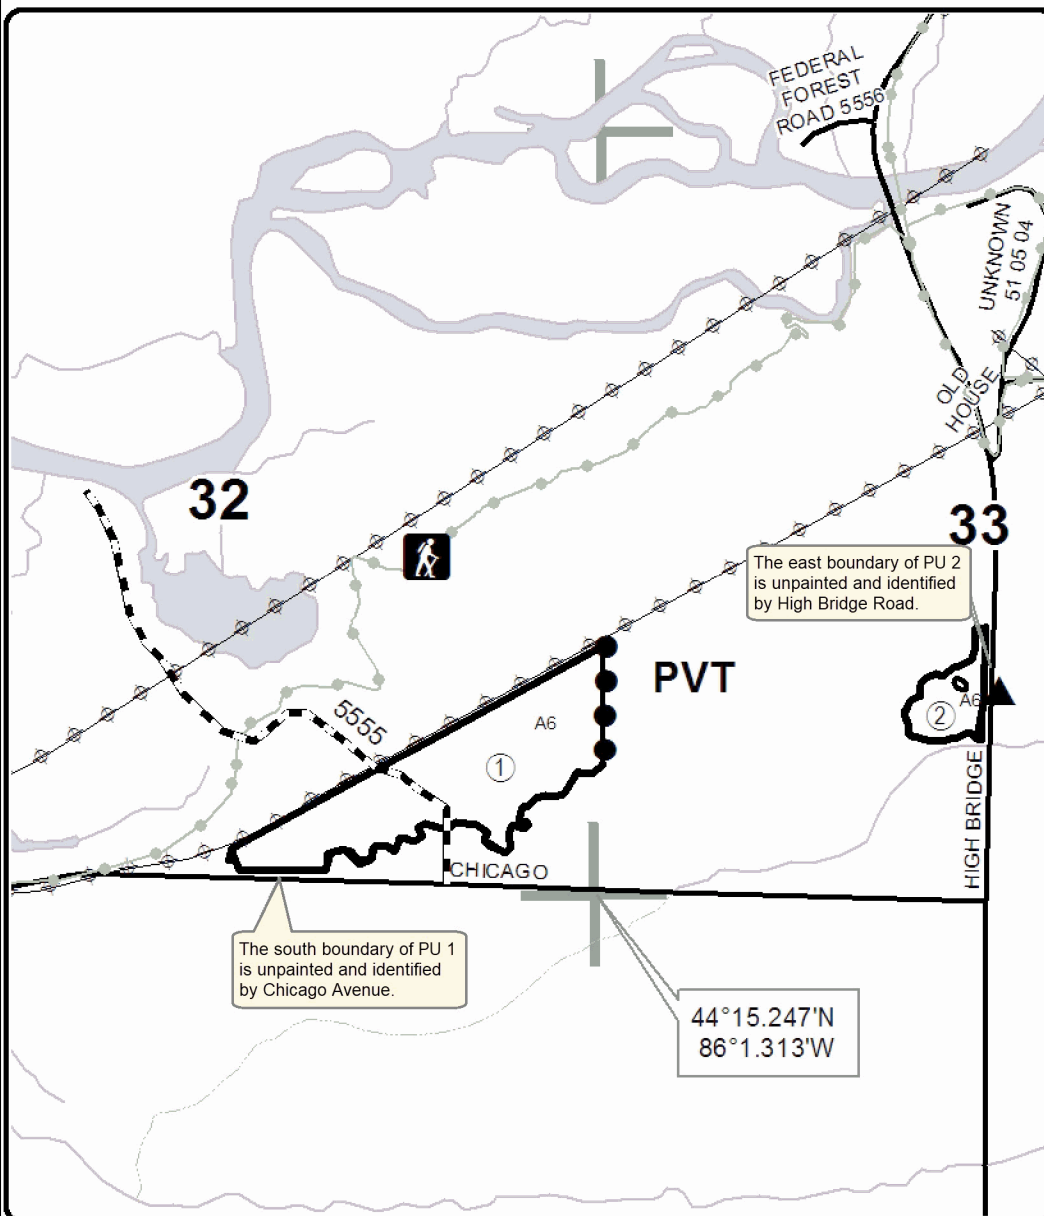 FEDERAL
FOREST
ROAD 5556
UNKNOWN
51 05 04
OLD
HOUSE
32
33
The east boundary of PU 2
is unpainted and identified
by High Bridge Road.
PVT
5555
A6
A6
2
1
HIGH BRIDGE
CHICAGO
The south boundary of PU 1
is unpainted and identified
by Chicago Avenue.
44°15.247'N
86°1.313'W